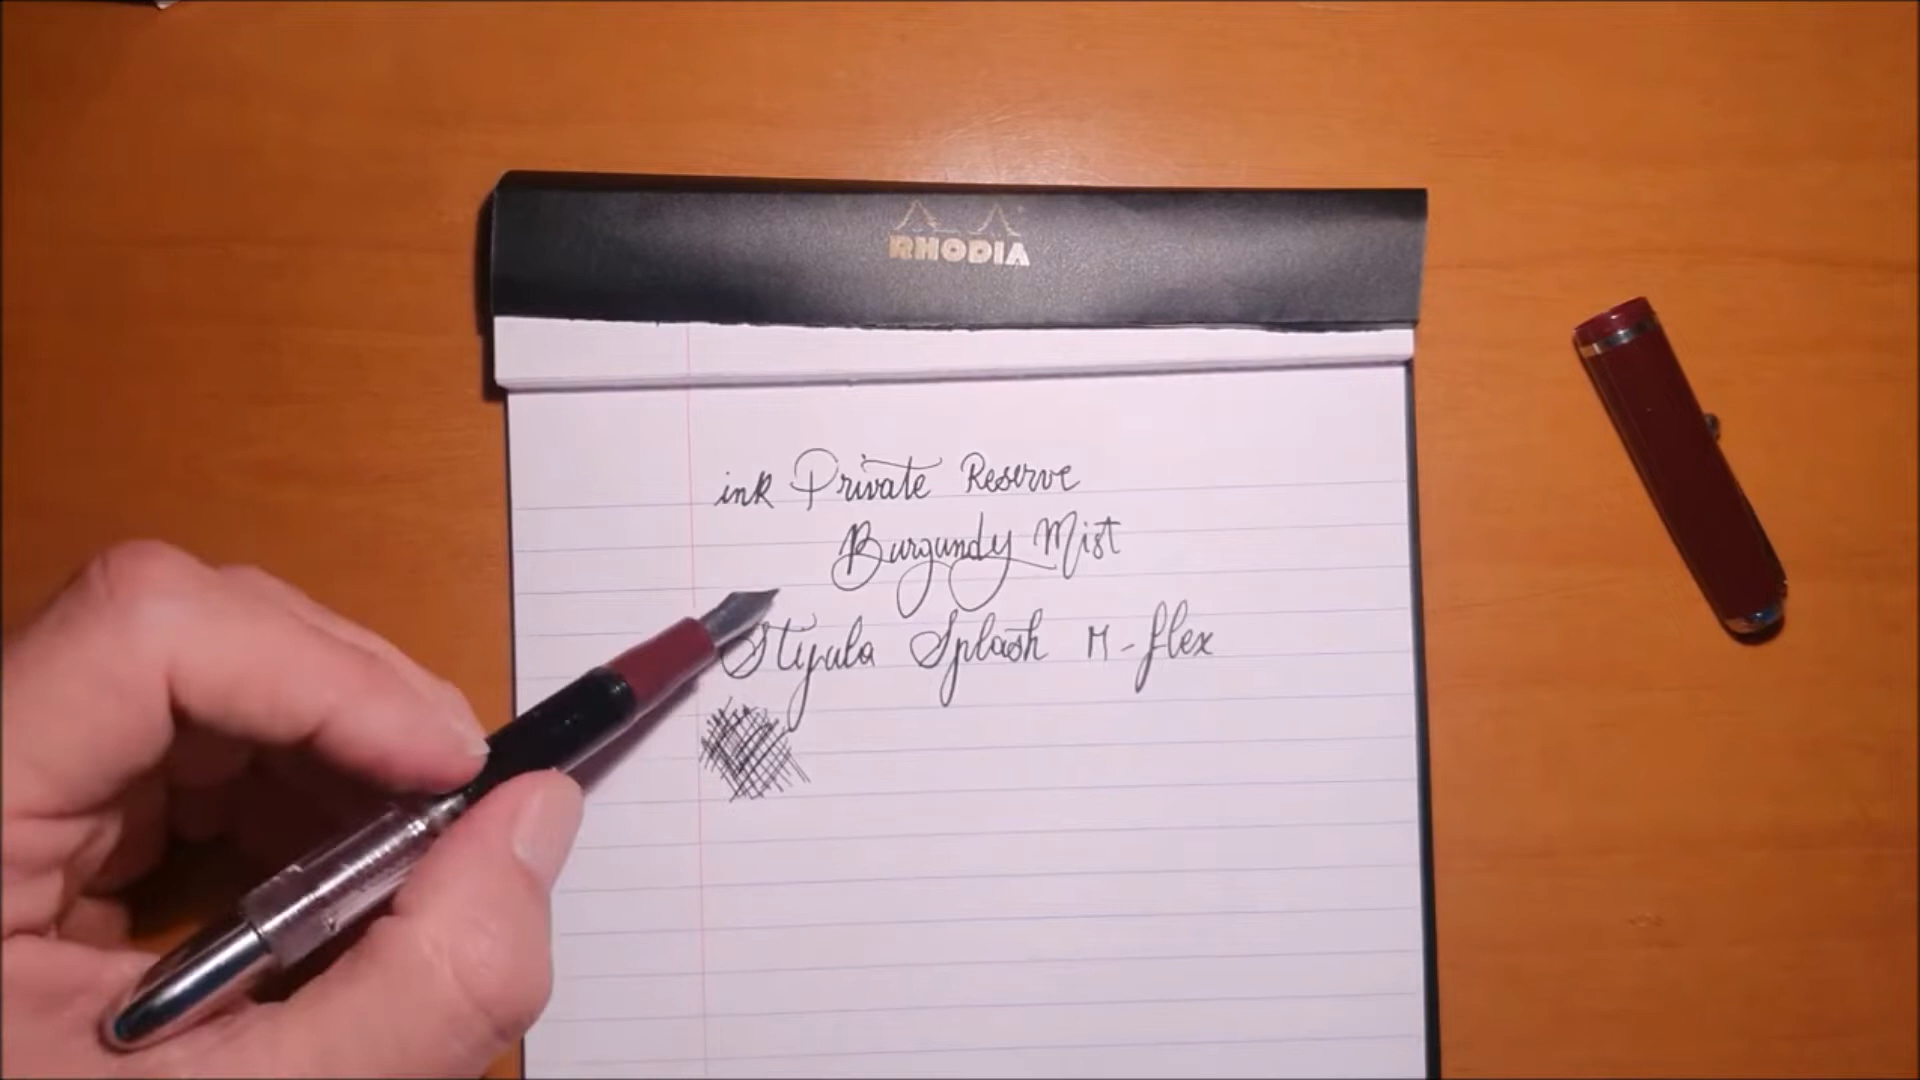 RHODIA
ink Private Reserve
Burgundy Mist
Stipula Splash M-flex